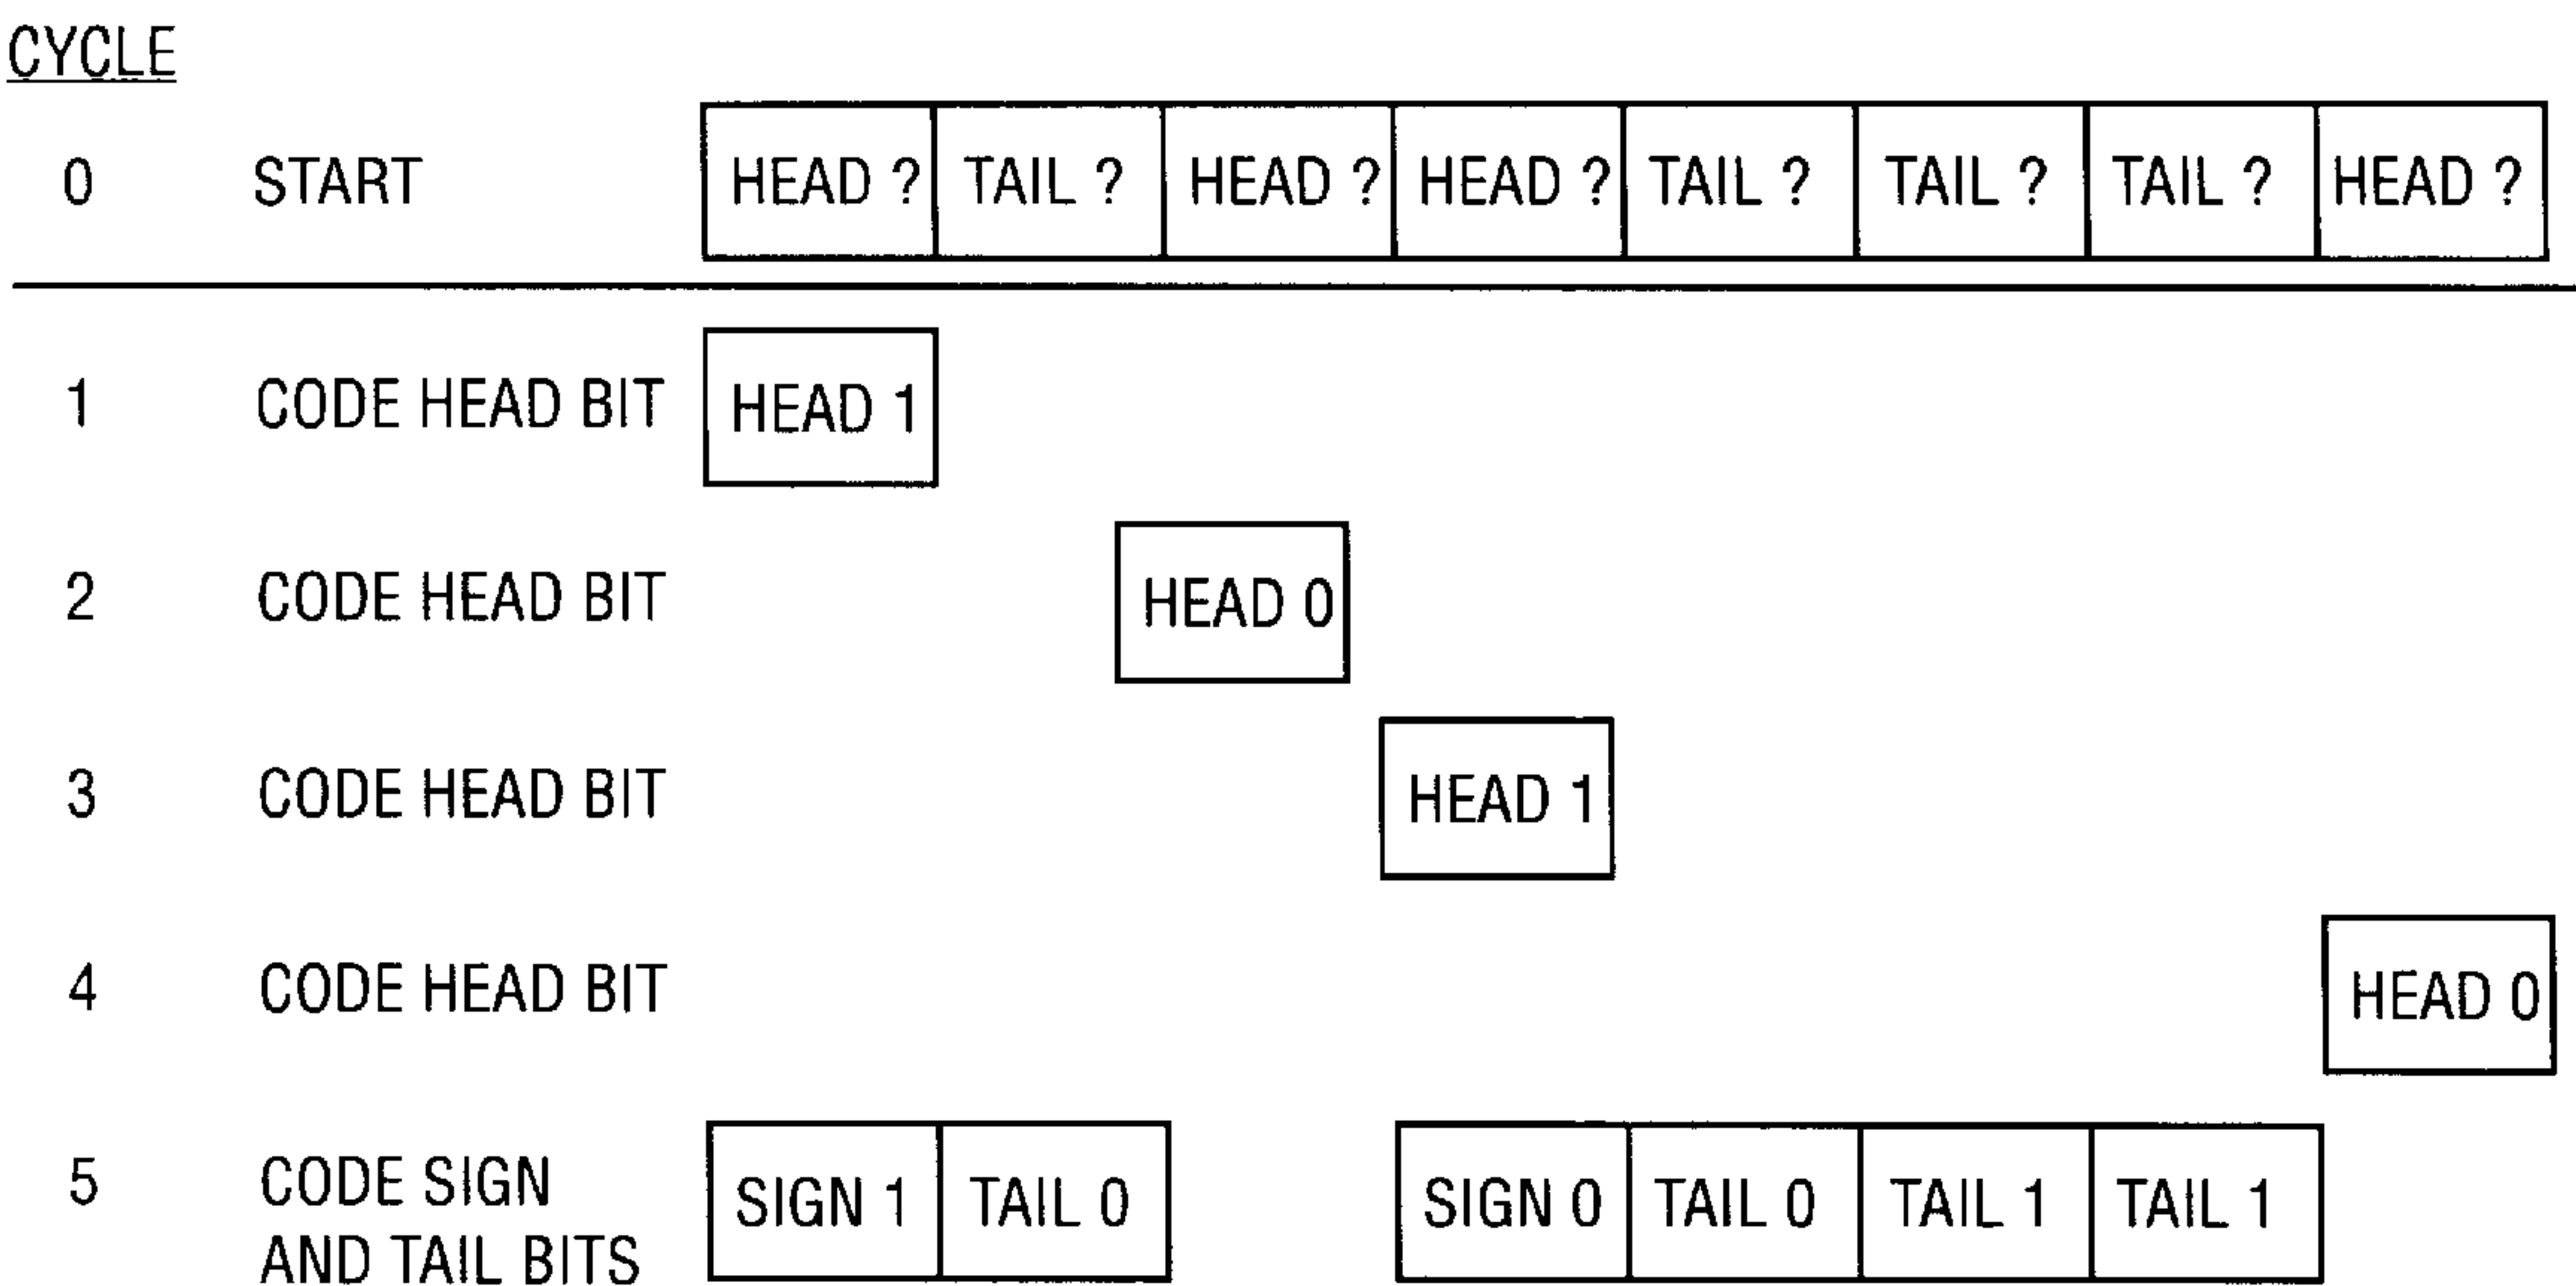 CYCLE
0 START HEAD ? TAIL ? HEAD ? HEAD ? TAIL ? TAIL ? TAIL ? HEAD ?
1 CODE HEAD BIT HEAD 1
2 CODE HEAD BIT HEAD 0
3 CODE HEAD BIT HEAD 1
4 CODE HEAD BIT HEAD 0
5 CODE SIGN SIGN 1 TAIL 0 SIGN 0 TAIL 0 TAIL 1 TAIL 1
AND TAIL BITS